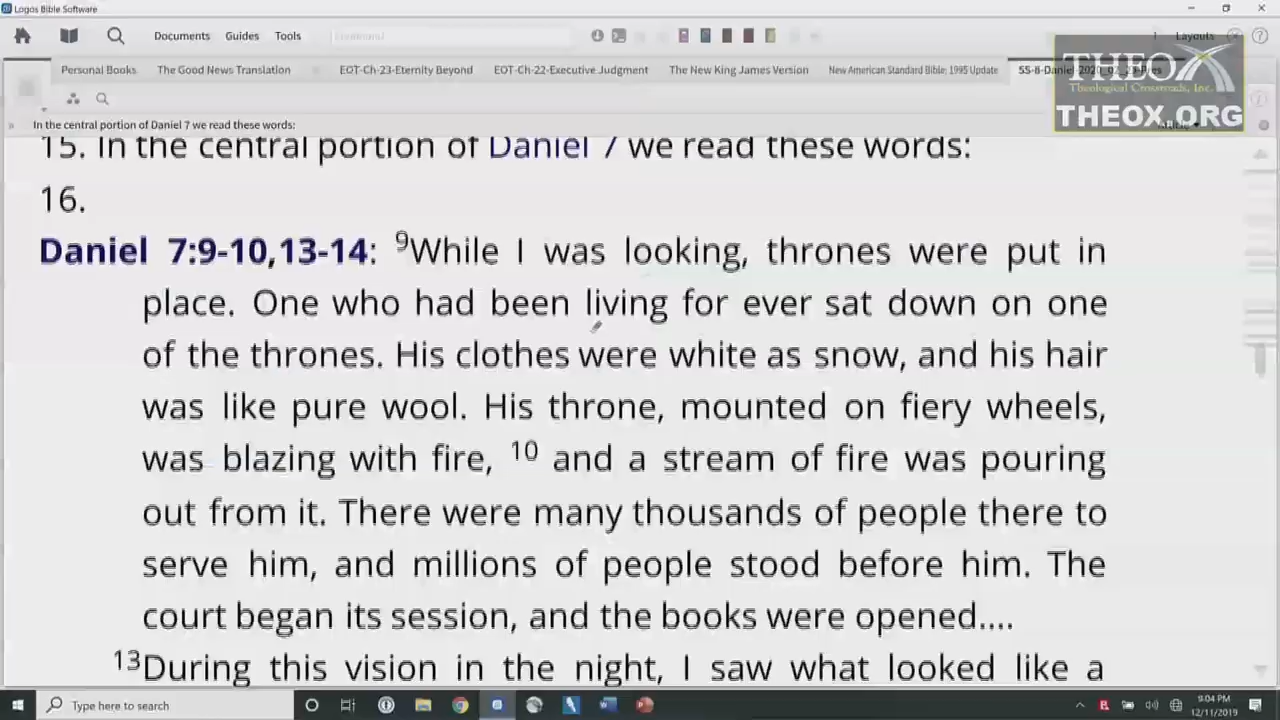 Logos Bible Software
Documents Guides Tools
Command
Layouts
Personal Books The Good News Translation Beyond EOT-Ch-22-Executive Judgment The New King James Version New American Standard Bible: 1995 Update
THEOX
Theological Crossroads, Inc.
THEOX.ORG
In the central portion of Daniel 7 we read these words:
15. In the central portion of Daniel 7 we read these words:
16.
Daniel 7:9-10,13-14: 9While I was looking, thrones were put in
place. One who had been living for ever sat down on one
of the thrones. His clothes were white as snow, and his hair
was like pure wool. His throne, mounted on fiery wheels,
was blazing with fire, 10 and a stream of fire was pouring
out from it. There were many thousands of people there to
serve him, and millions of people stood before him. The
court began its session, and the books were opened....
13During this vision in the night, I saw what looked like a
Type here to search
9:04 PM
12/11/2019